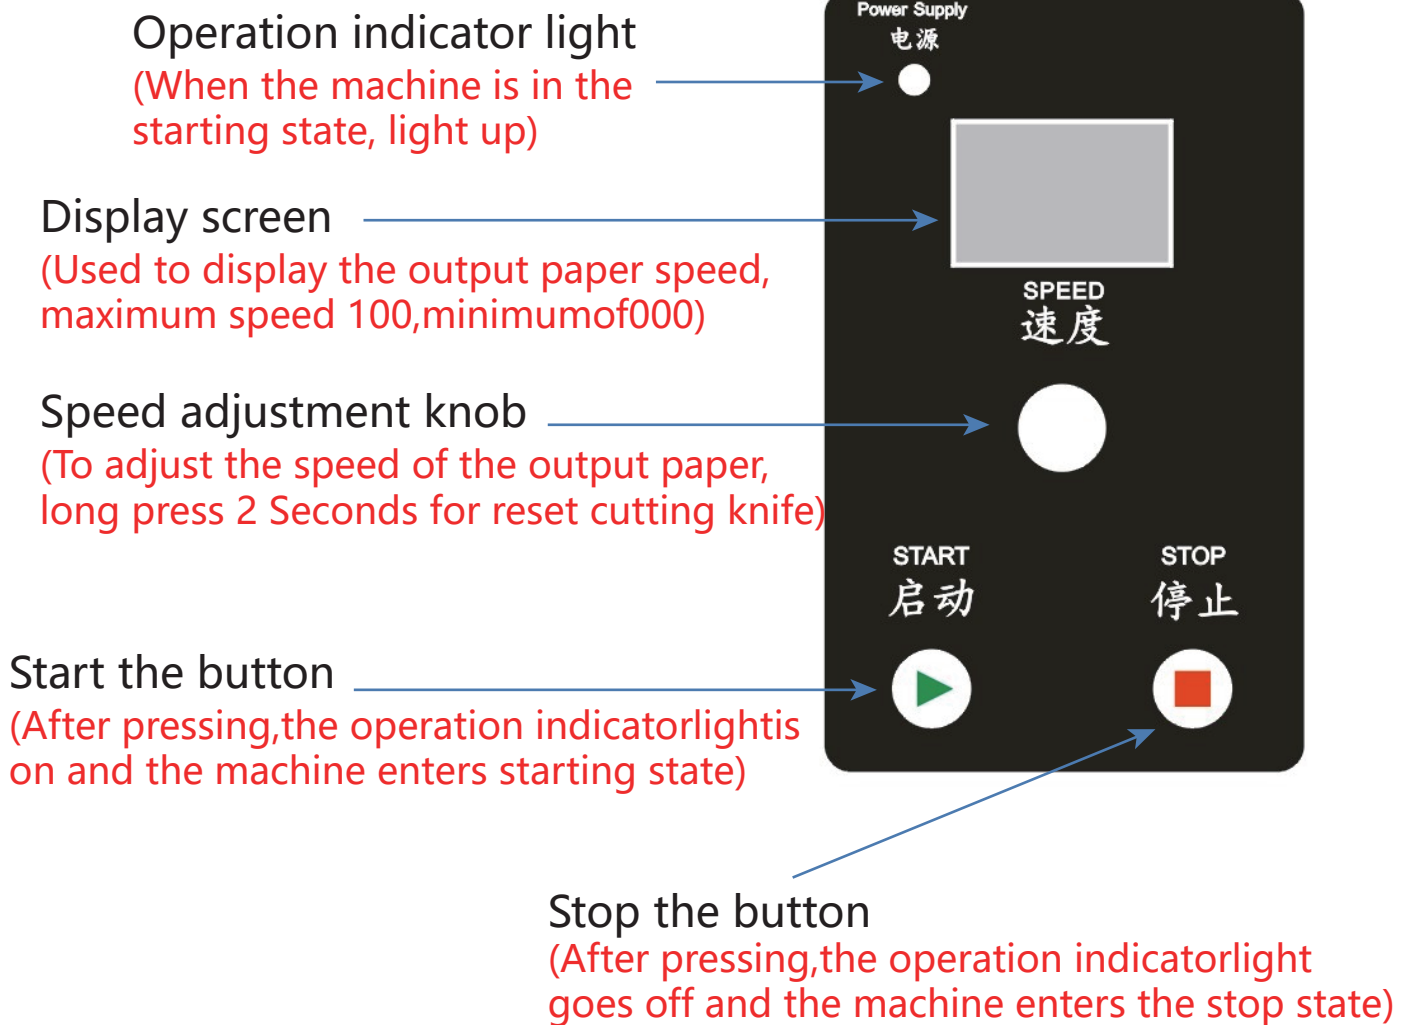 Power Supply
电源
Operation indicator light
(When the machine is in the
starting state, light up)
Display screen
(Used to display the output paper speed,
maximum speed 100,minimumof000)
SPEED
速度
Speed adjustment knob
(To adjust the speed of the output paper,
long press 2 Seconds for reset cutting knife)
START
启动
STOP
停止
Start the button
(After pressing,the operation indicatorlightis
on and the machine enters starting state)
Stop the button
(After pressing,the operation indicatorlight
goes off and the machine enters the stop state)